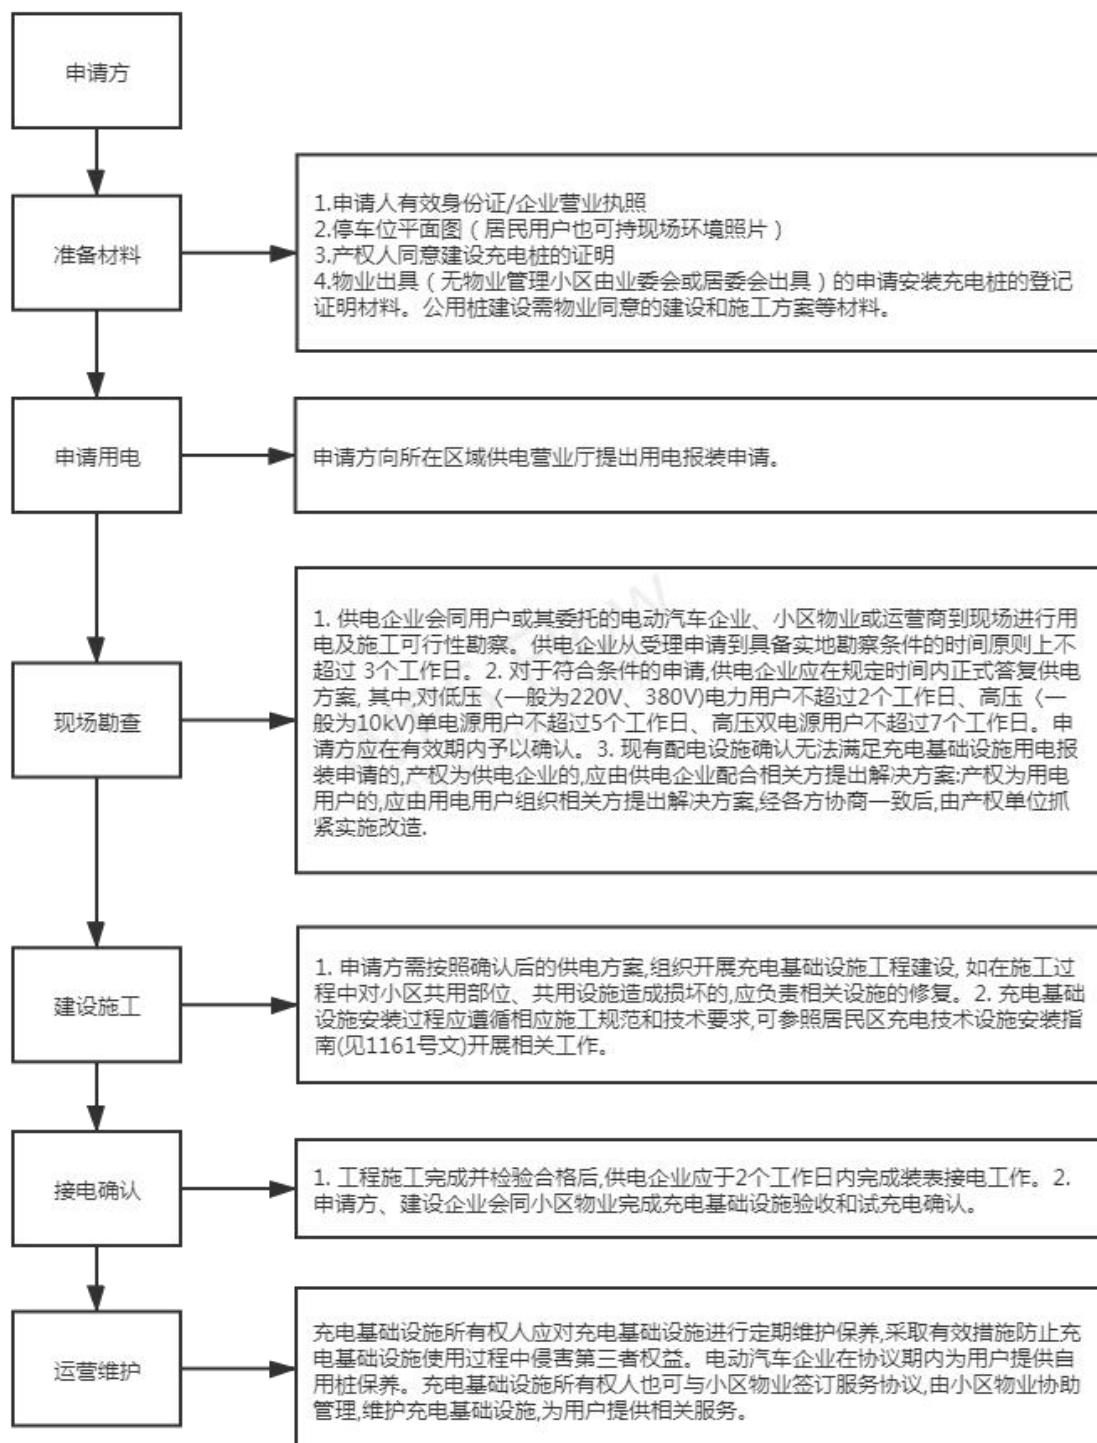 申请方
准备材料
1.申请人有效身份证/企业营业执照
2.停车位平面图（居民用户也可持现场环境照片）
3.产权人同意建设充电桩的证明
4.物业出具（无物业管理小区由业委会或居委会出具）的申请安装充电桩的登记
证明材料。公用桩建设需物业同意的建设和施工方案等材料。
申请用电
申请方向所在区域供电营业厅提出用电报装申请。
现场勘查
1. 供电企业会同用户或其委托的电动汽车企业、小区物业或运营商到现场进行用
电及施工可行性勘察。供电企业从受理申请到具备实地勘察条件的时间原则上不
超过 3个工作日。2. 对于符合条件的申请,供电企业应在规定时间内正式答复供电
方案, 其中,对低压〈一般为220V、380V)电力用户不超过2个工作日、高压〈一
般为10kV)单电源用户不超过5个工作日、高压双电源用户不超过7个工作日。申
请方应在有效期内予以确认。3. 现有配电设施确认无法满足充电基础设施用电报
装申请的,产权为供电企业的,应由供电企业配合相关方提出解决方案:产权为用电
用户的,应由用电用户组织相关方提出解决方案,经各方协商一致后,由产权单位抓
紧实施改造.
建设施工
1. 申请方需按照确认后的供电方案,组织开展充电基础设施工程建设, 如在施工过
程中对小区共用部位、共用设施造成损坏的,应负责相关设施的修复。2. 充电基础
设施安装过程应遵循相应施工规范和技术要求,可参照居民区充电技术设施安装指
南(见1161号文)开展相关工作。
接电确认
1. 工程施工完成并检验合格后,供电企业应于2个工作日内完成装表接电工作。2.
申请方、建设企业会同小区物业完成充电基础设施验收和试充电确认。
运营维护
充电基础设施所有权人应对充电基础设施进行定期维护保养,采取有效措施防止充
电基础设施使用过程中侵害第三者权益。电动汽车企业在协议期内为用户提供自
用桩保养。充电基础设施所有权人也可与小区物业签订服务协议,由小区物业协助
管理,维护充电基础设施,为用户提供相关服务。